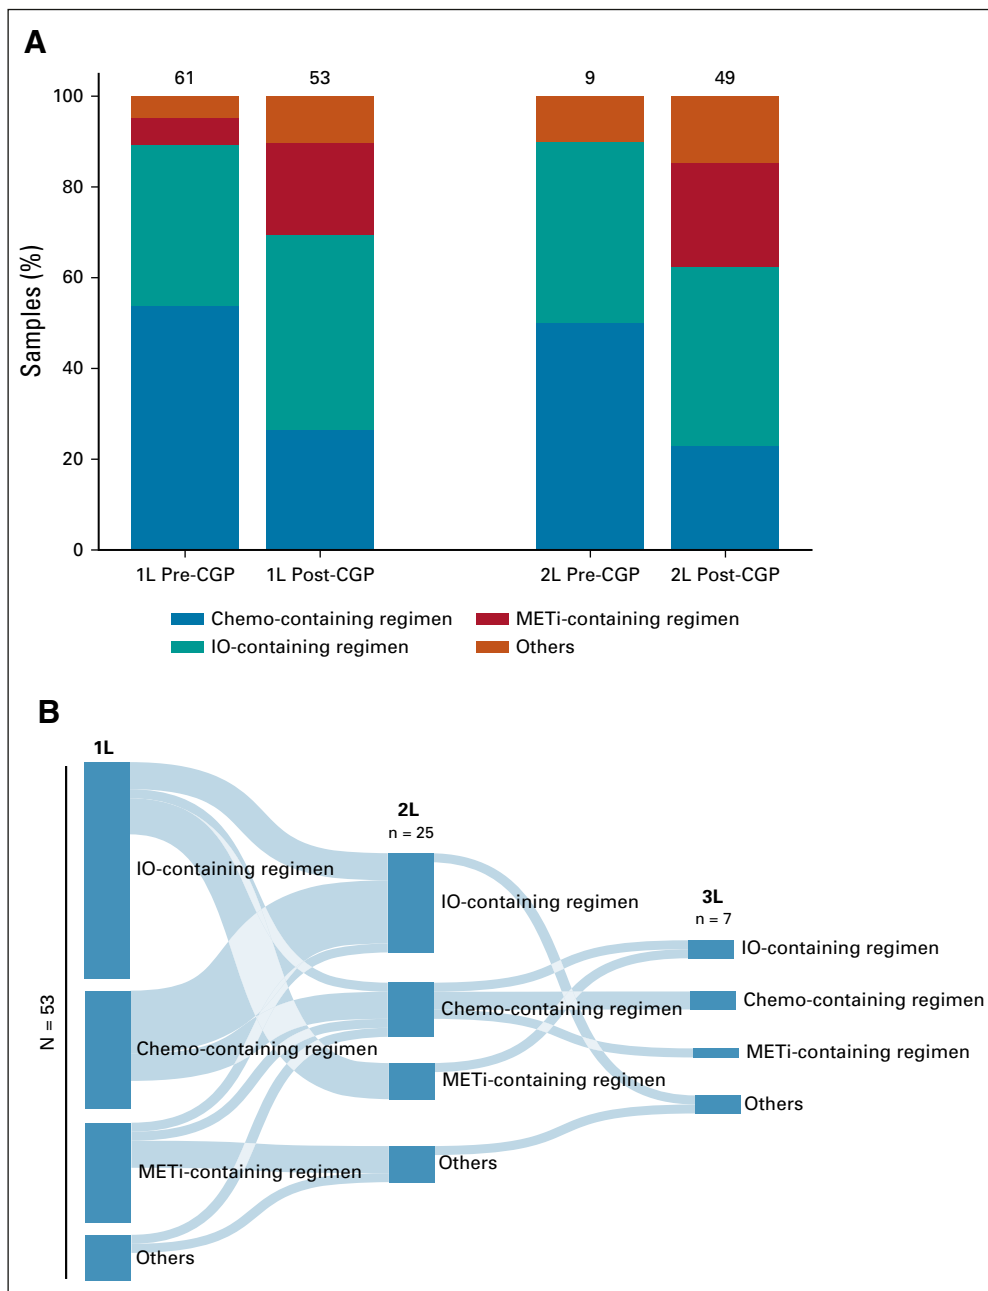 A
61 53 9 49
100
80
60
40
20
0
Samples (%)
1L Pre-CGP 1L Post-CGP 2L Pre-CGP 2L Post-CGP
Chemo-containing regimen METi-containing regimen
IO-containing regimen Others
B
1L
2L
n = 25
3L
n = 7
N = 53
IO-containing regimen
Chemo-containing regimen
METi-containing regimen
Others
IO-containing regimen
Chemo-containing regimen
METi-containing regimen
Others
IO-containing regimen
Chemo-containing regimen
METi-containing regimen
Others